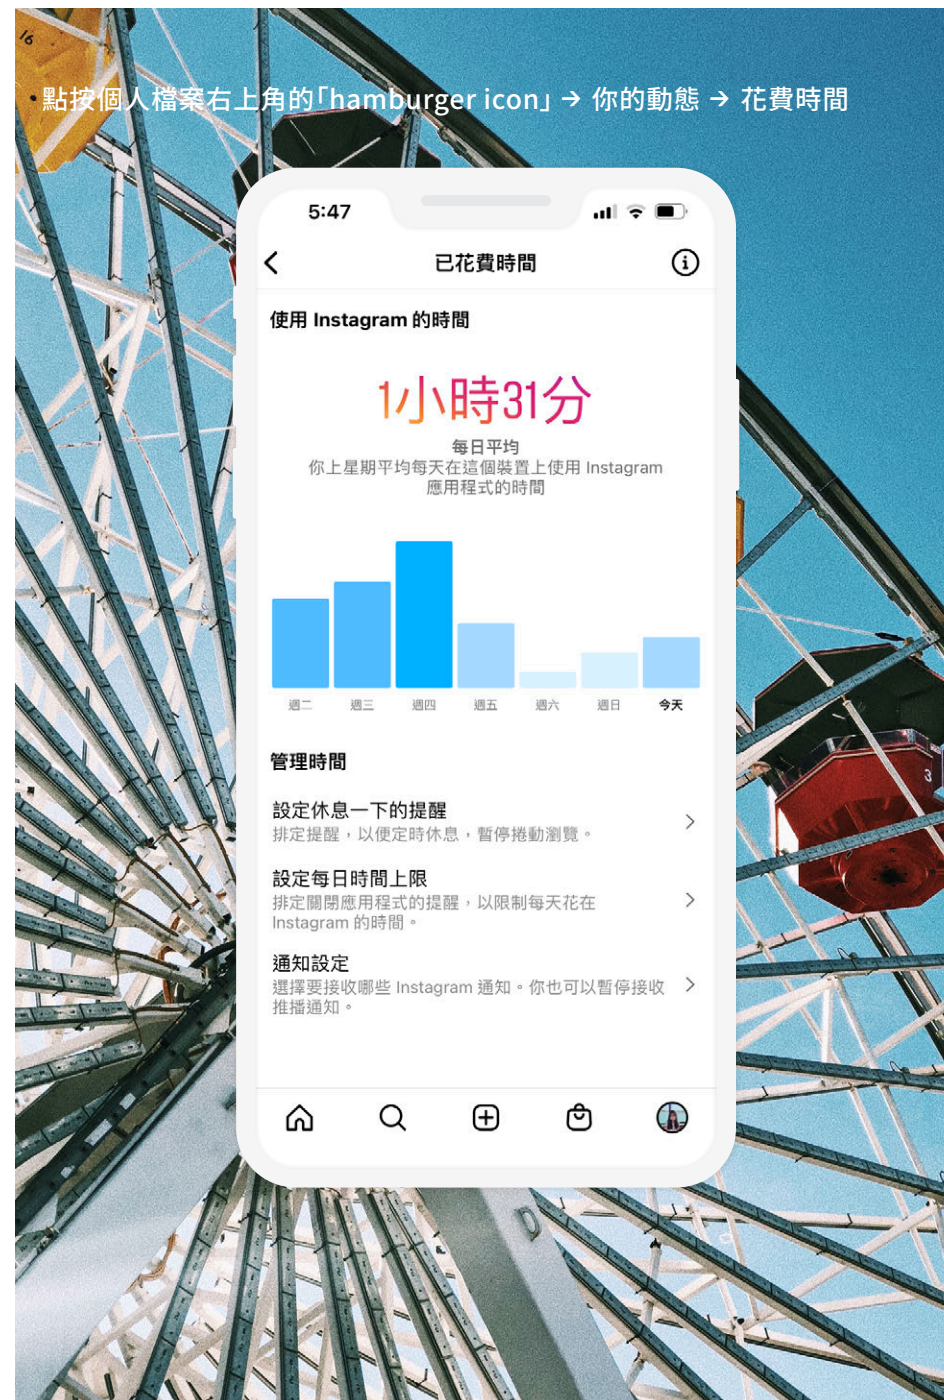 16
·點按個人檔案右上角的「hamburger icon」→ 你的動態 → 花費時間
5:47
已花費時間
使用 Instagram 的時間
1小時31分
每日平均
你上星期平均每天在這個裝置上使用 Instagram
應用程式的時間
週二 週三 週四 週五 週六 週日 今天
管理時間
設定休息一下的提醒
排定提醒，以便定時休息，暫停捲動瀏覽。
設定每日時間上限
排定關閉應用程式的提醒，以限制每天花在
Instagram 的時間。
3
通知設定
選擇要接收哪些 Instagram 通知。你也可以暫停接收
推播通知。